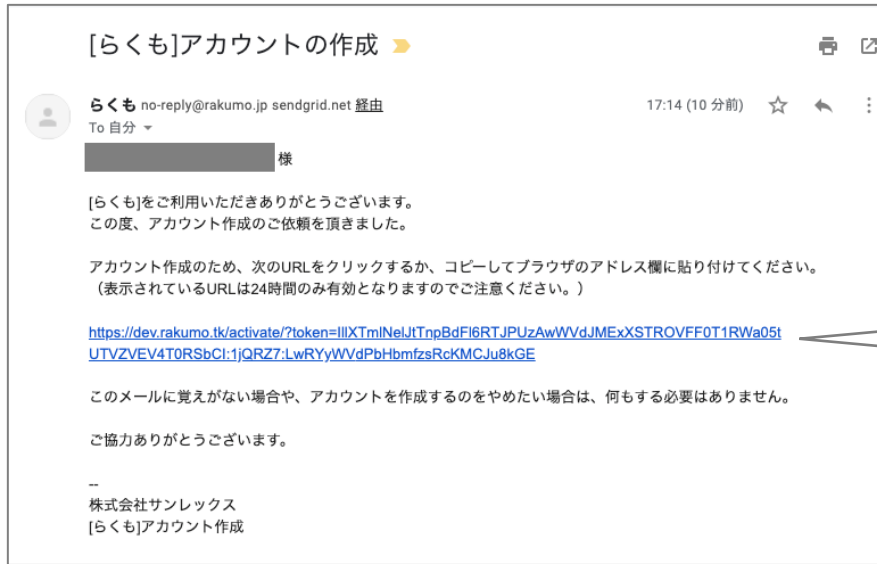 [らくも]アカウントの作成
らくも no-reply@rakumo.jp sendgrid.net 経由
17:14 (10 分前)
To 自分
様
[らくも]をご利用いただきありがとうございます。
この度、アカウント作成のご依頼を頂きました。
アカウント作成のため、次のURLをクリックするか、コピーしてブラウザのアドレス欄に貼り付けてください。
(表示されているURLは24時間のみ有効となりますのでご注意ください。)
https://dev.rakumo.tk/activate/?token=IlIXTmlNelJtTnpBdFl6RTJPUzAwWVdJMExXSTROVFF0T1RWa05t
UTVZVEV4T0RSbCI:1jQRZ7:LwRYyWVdPbHbmfzsRcKMCJu8kGE
このメールに覚えがない場合や、アカウントを作成するのをやめたい場合は、何もする必要はありません。
ご協力ありがとうございます。
--
株式会社サンレックス
[らくも]アカウント作成